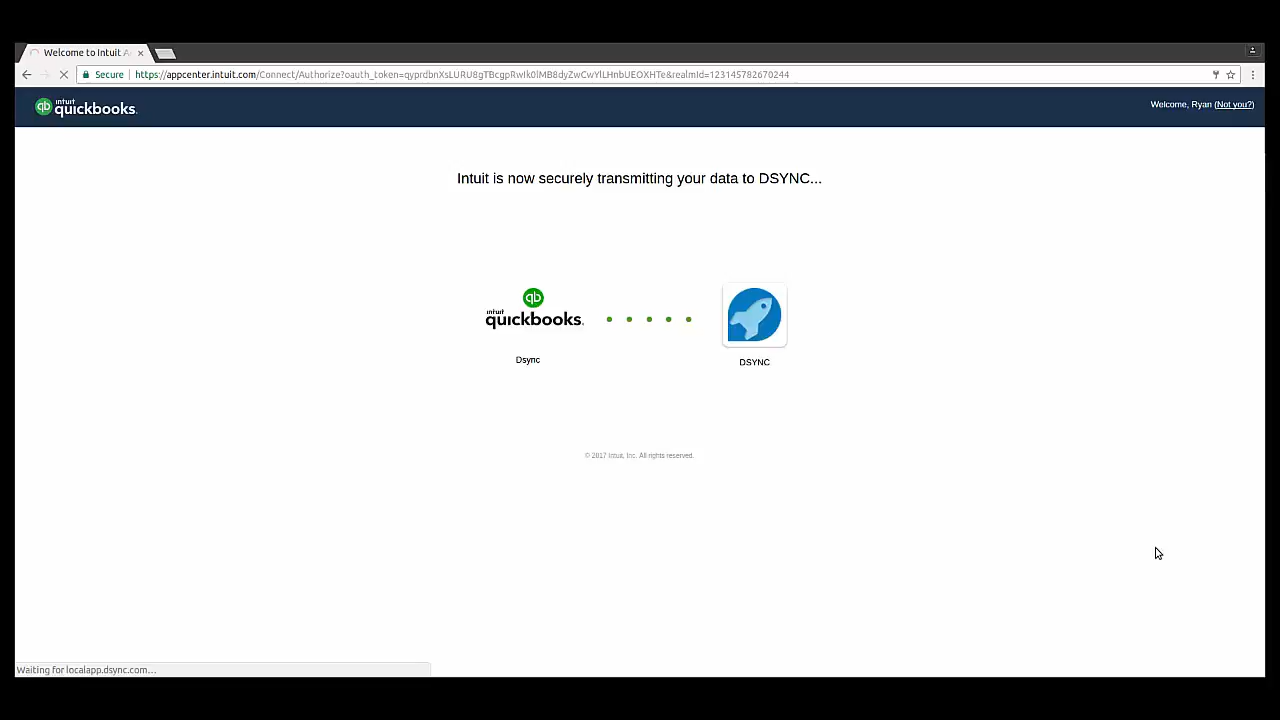 Welcome to Intuit A
Secure
https://appcenter.intuit.com/Connect/Authorize?oauth_token=qyprdbnXsLURU8gTBcgpRwIk0lMB8dyZwCwYlLHnbUEOXHTe&realmId=123145782670244
intuit
quickbooks.
Welcome, Ryan (Not you?)
Intuit is now securely transmitting your data to DSYNC...
qb
intuit
quickbooks.
Dsync
DSYNC
© 2017 Intuit, Inc. All rights reserved.
Waiting for localapp.dsync.com...